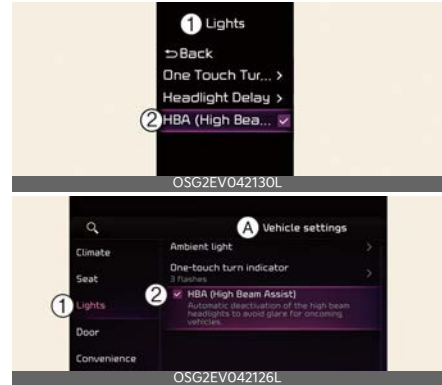 ① Lights
⮌Back
One Touch Tur... >
Headlight Delay >
② HBA (High Bea... ☑
OSG2EV042130L
Ⓐ Vehicle settings
Climate
Seat
① Lights
Door
Convenience
Ambient light >
One-touch turn indicator >
3 flashes
② ☑ HBA (High Beam Assist)
Automatic deactivation of the high beam
headlights to avoid glare for oncoming
vehicles.
OSG2EV042126L